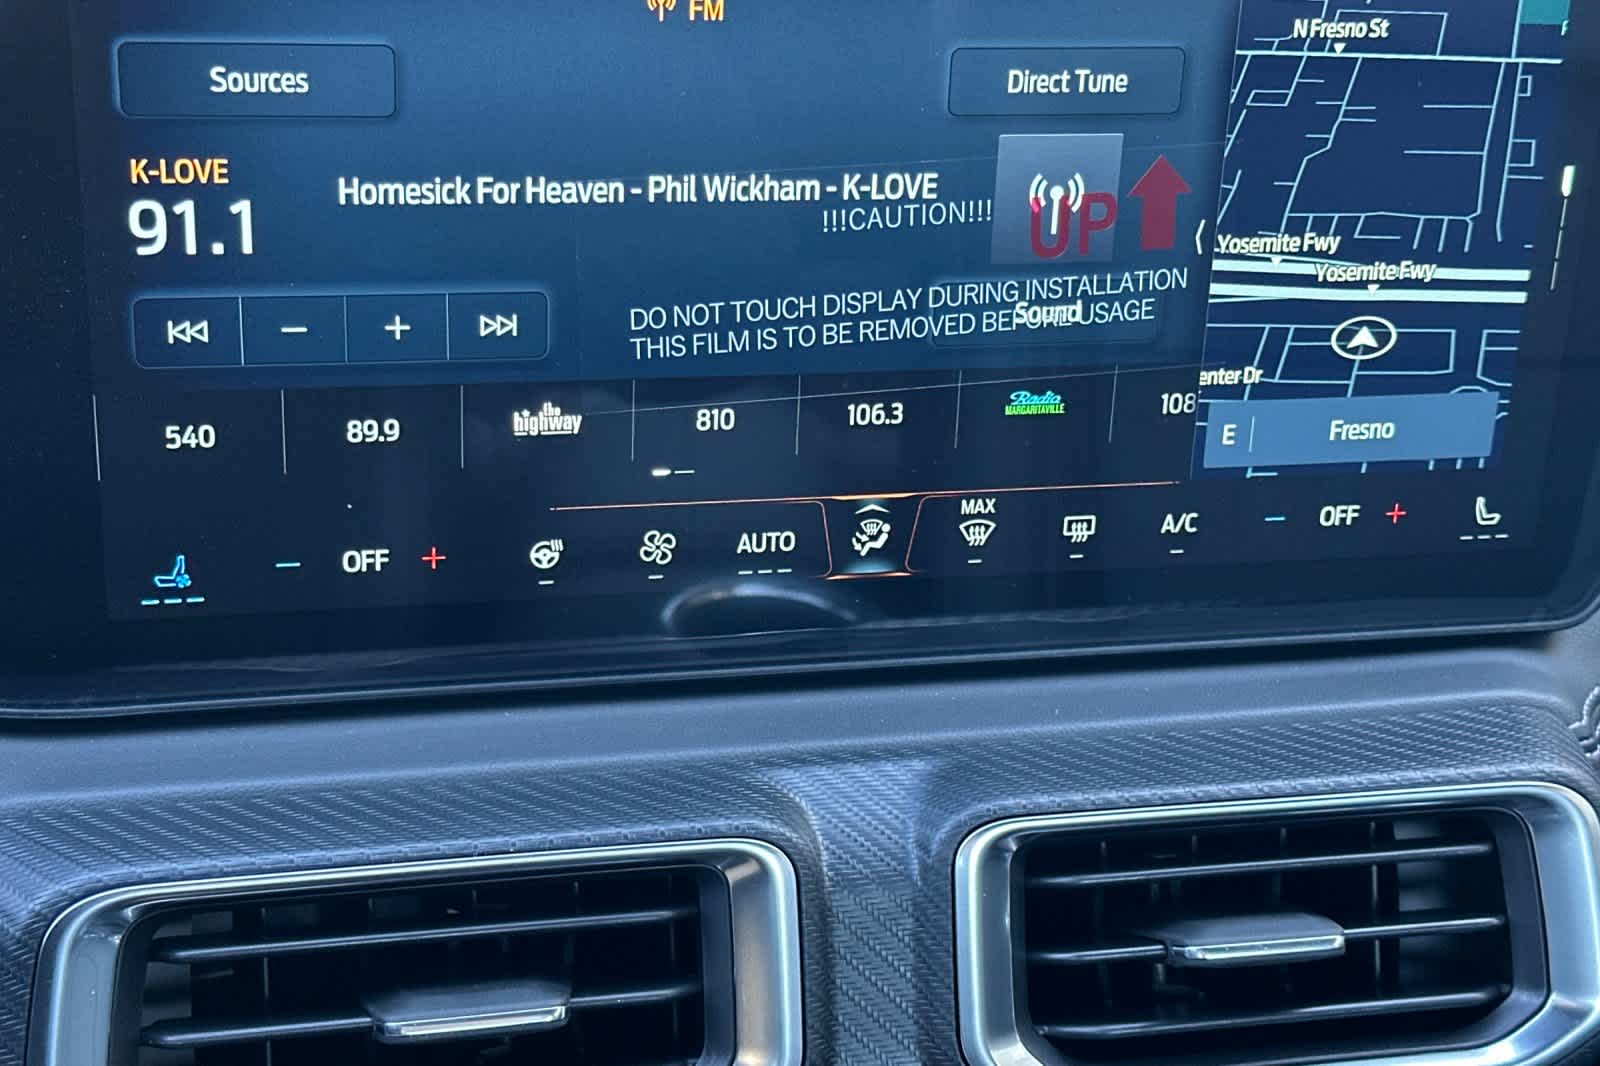 FM
N Fresno St
Sources
Direct Tune
K-LOVE
91.1
Homesick For Heaven - Phil Wickham - K-LOVE
!!!CAUTION!!!
UP
Yosemite Fwy
Yosemite Fwy
DO NOT TOUCH DISPLAY DURING INSTALLATION
Sound
THIS FILM IS TO BE REMOVED BEFORE USAGE
enter Dr
540
89.9
the highway
810
106.3
Radio
MARGARITAVILLE
108
E
Fresno
OFF
AUTO
MAX
A/C
OFF